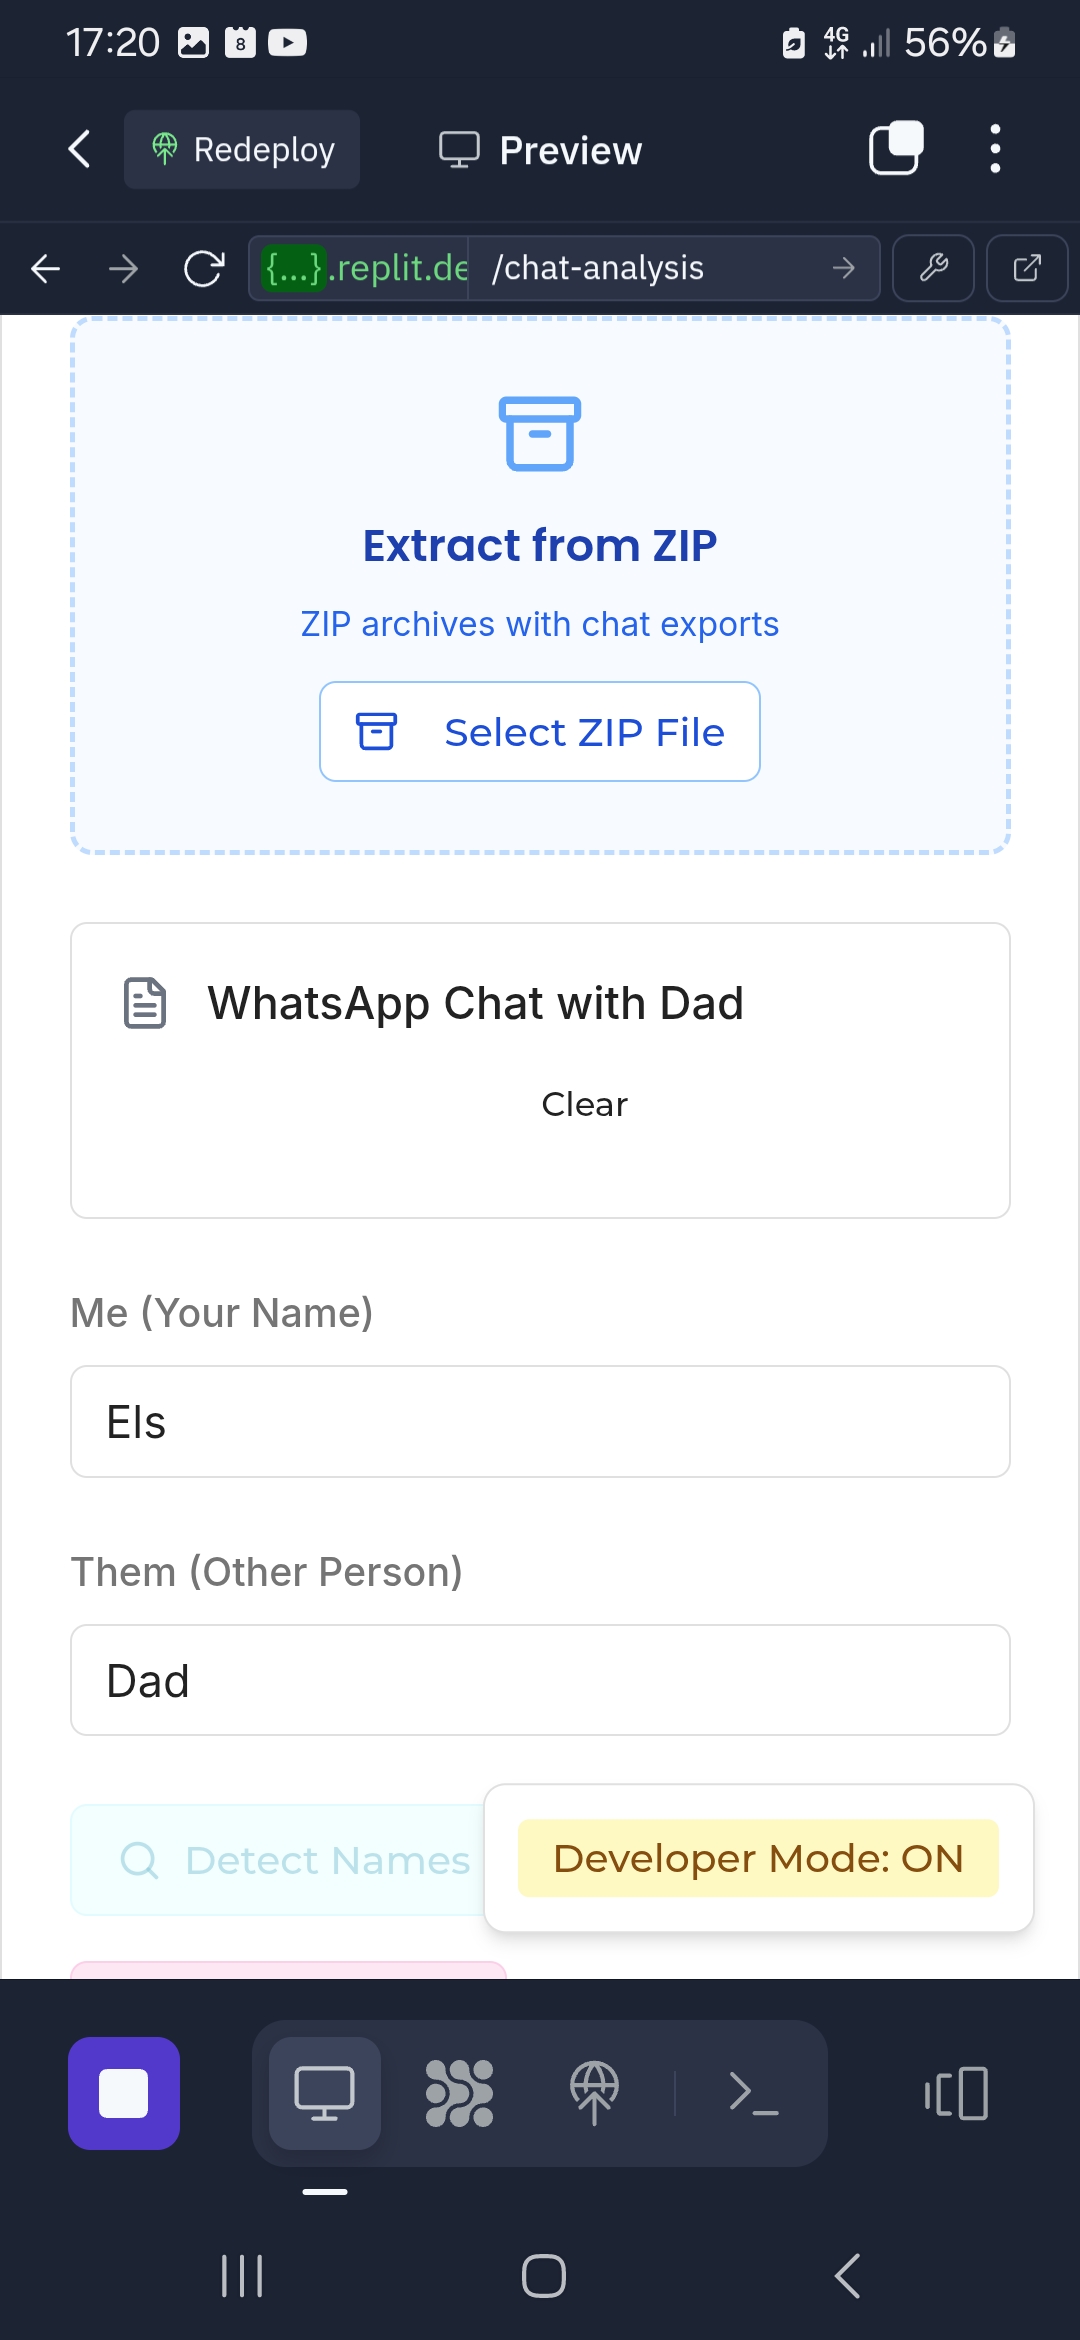 17:20
8
4G
56%
Redeploy
Preview
{...}.replit.de
/chat-analysis
Extract from ZIP
ZIP archives with chat exports
Select ZIP File
WhatsApp Chat with Dad
Clear
Me (Your Name)
Els
Them (Other Person)
Dad
Detect Names
Developer Mode: ON